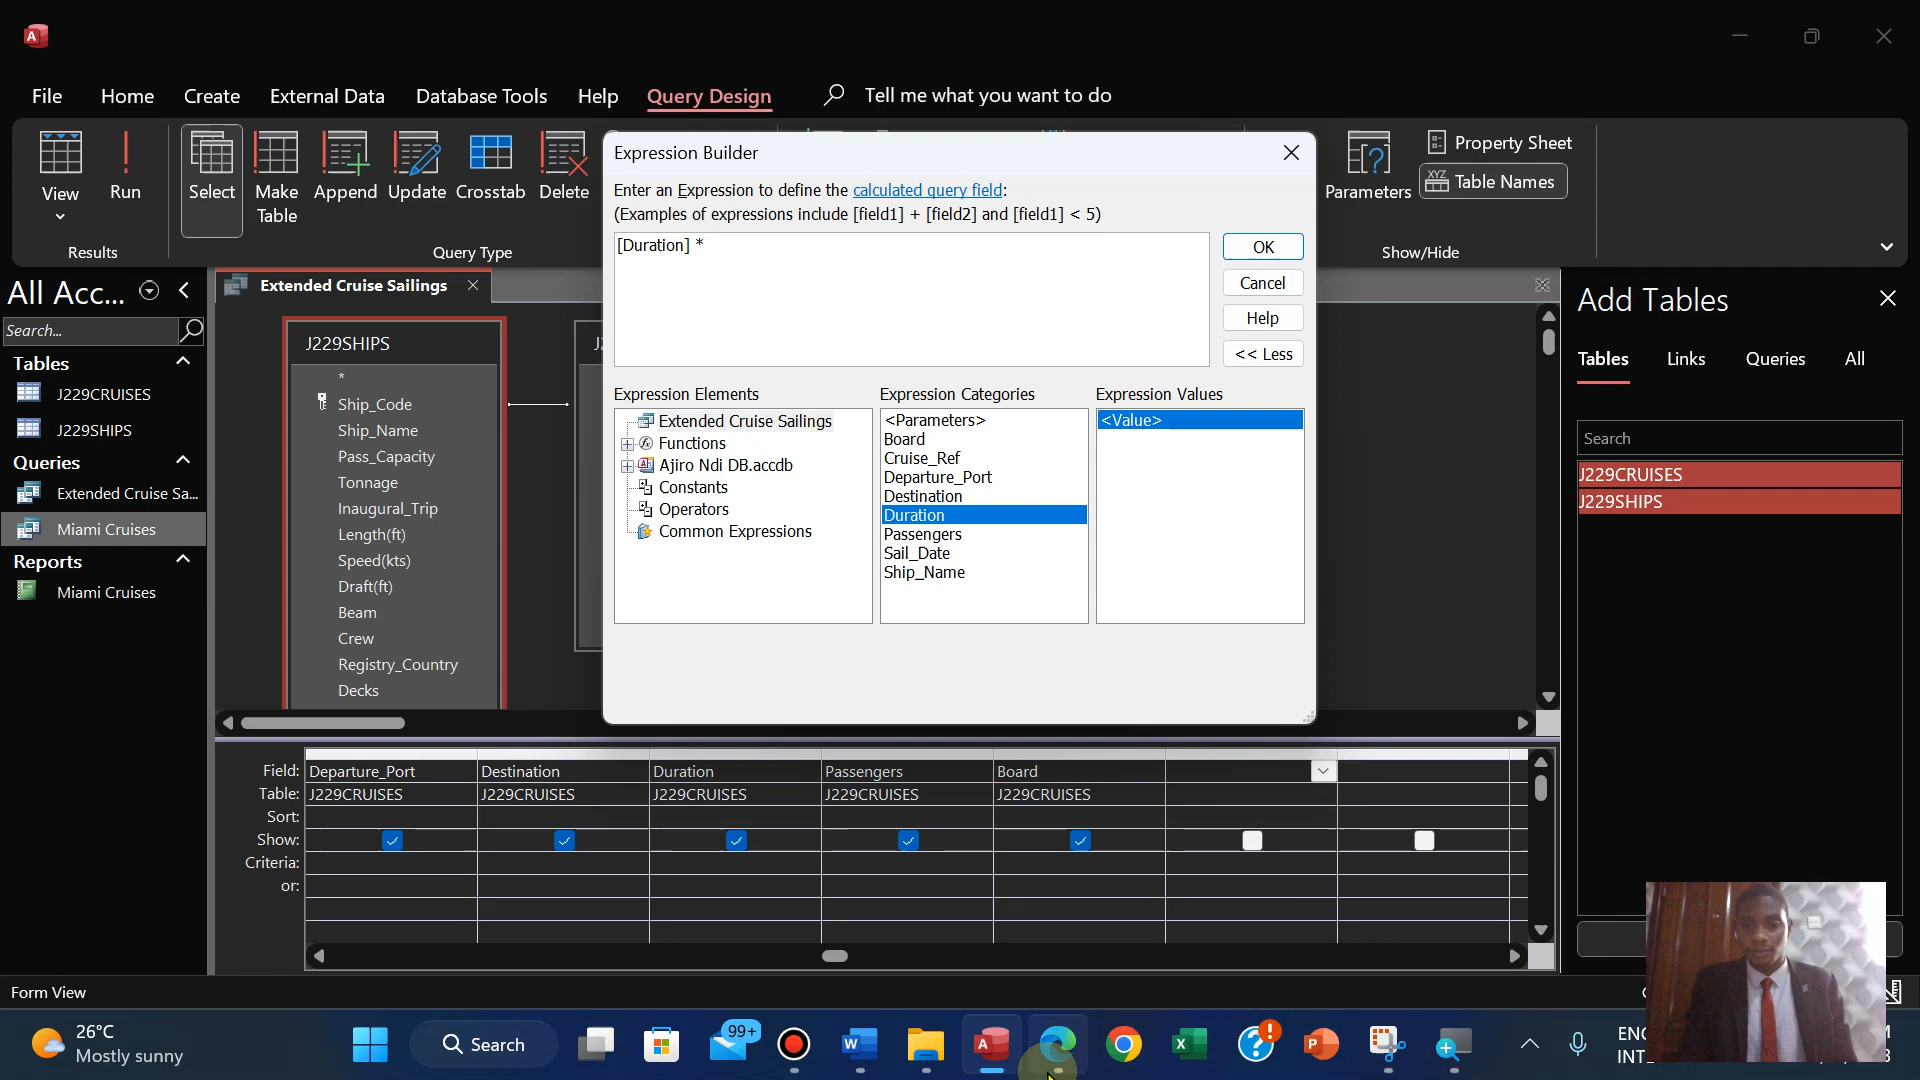 File Home Create External Data Database Tools Help Query Design Tell me what you want to do
View Run Select Make Table Append Update Crosstab Delete Parameters Property Sheet
XYZ Table Names
Results Query Type Show/Hide
Expression Builder
Enter an Expression to define the calculated query field:
(Examples of expressions include [field1] + [field2] and [field1] < 5)
[Duration] *
OK
Cancel
Help
<< Less
Expression Elements Expression Categories Expression Values
Extended Cruise Sailings
Functions
Ajiro Ndi DB.accdb
Constants
Operators
Common Expressions
<Parameters>
Board
Cruise_Ref
Departure_Port
Destination
Duration
Passengers
Sail_Date
Ship_Name
<Value>
All Acc...
Search...
Tables
J229CRUISES
J229SHIPS
Queries
Extended Cruise Sa...
Miami Cruises
Reports
Miami Cruises
Extended Cruise Sailings
J229SHIPS
*
Ship_Code
Ship_Name
Pass_Capacity
Tonnage
Inaugural_Trip
Length(ft)
Speed(kts)
Draft(ft)
Beam
Crew
Registry_Country
Decks
Add Tables
Tables Links Queries All
Search
J229CRUISES
J229SHIPS
Field: Departure_Port Destination Duration Passengers Board
Table: J229CRUISES J229CRUISES J229CRUISES J229CRUISES J229CRUISES
Sort:
Show:
Criteria:
or:
Form View
26°C
Mostly sunny
Search
99+